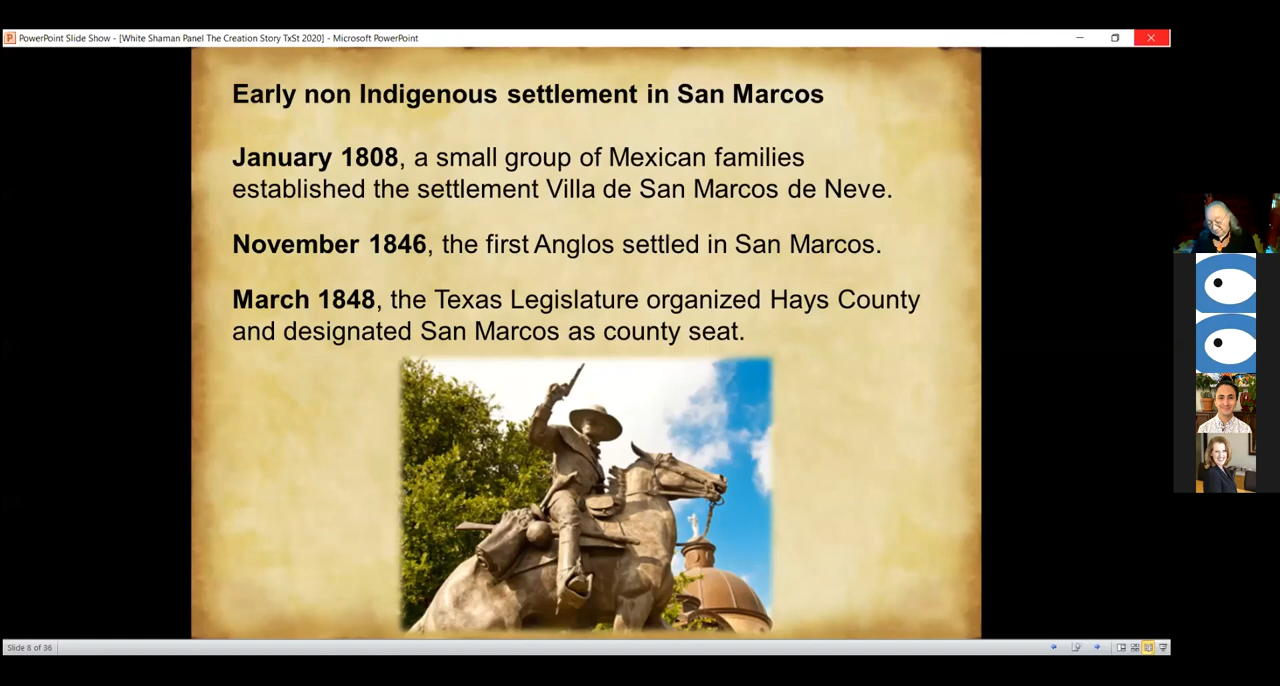 PowerPoint Slide Show - [White Shaman Panel The Creation Story TxSt 2020] - Microsoft PowerPoint
Early non Indigenous settlement in San Marcos
January 1808, a small group of Mexican families
established the settlement Villa de San Marcos de Neve.
November 1846, the first Anglos settled in San Marcos.
March 1848, the Texas Legislature organized Hays County
and designated San Marcos as county seat.
Slide 8 of 36